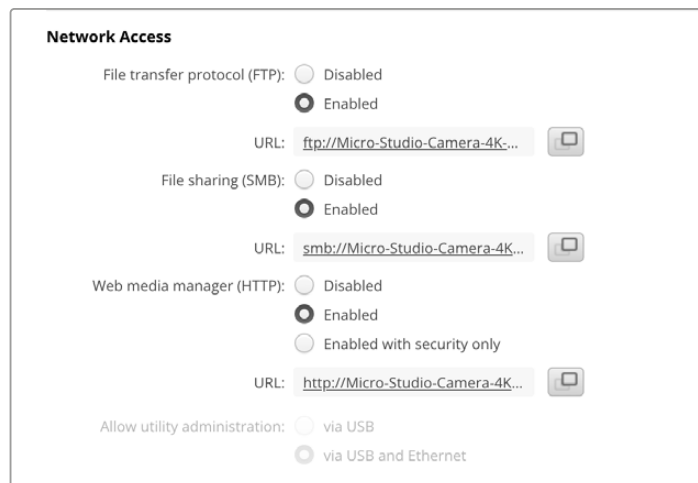 Network Access
File transfer protocol (FTP): Disabled
Enabled
URL: ftp://Micro-Studio-Camera-4K-...
File sharing (SMB): Disabled
Enabled
URL: smb://Micro-Studio-Camera-4K...
Web media manager (HTTP): Disabled
Enabled
Enabled with security only
URL: http://Micro-Studio-Camera-4K...
Allow utility administration: via USB
via USB and Ethernet